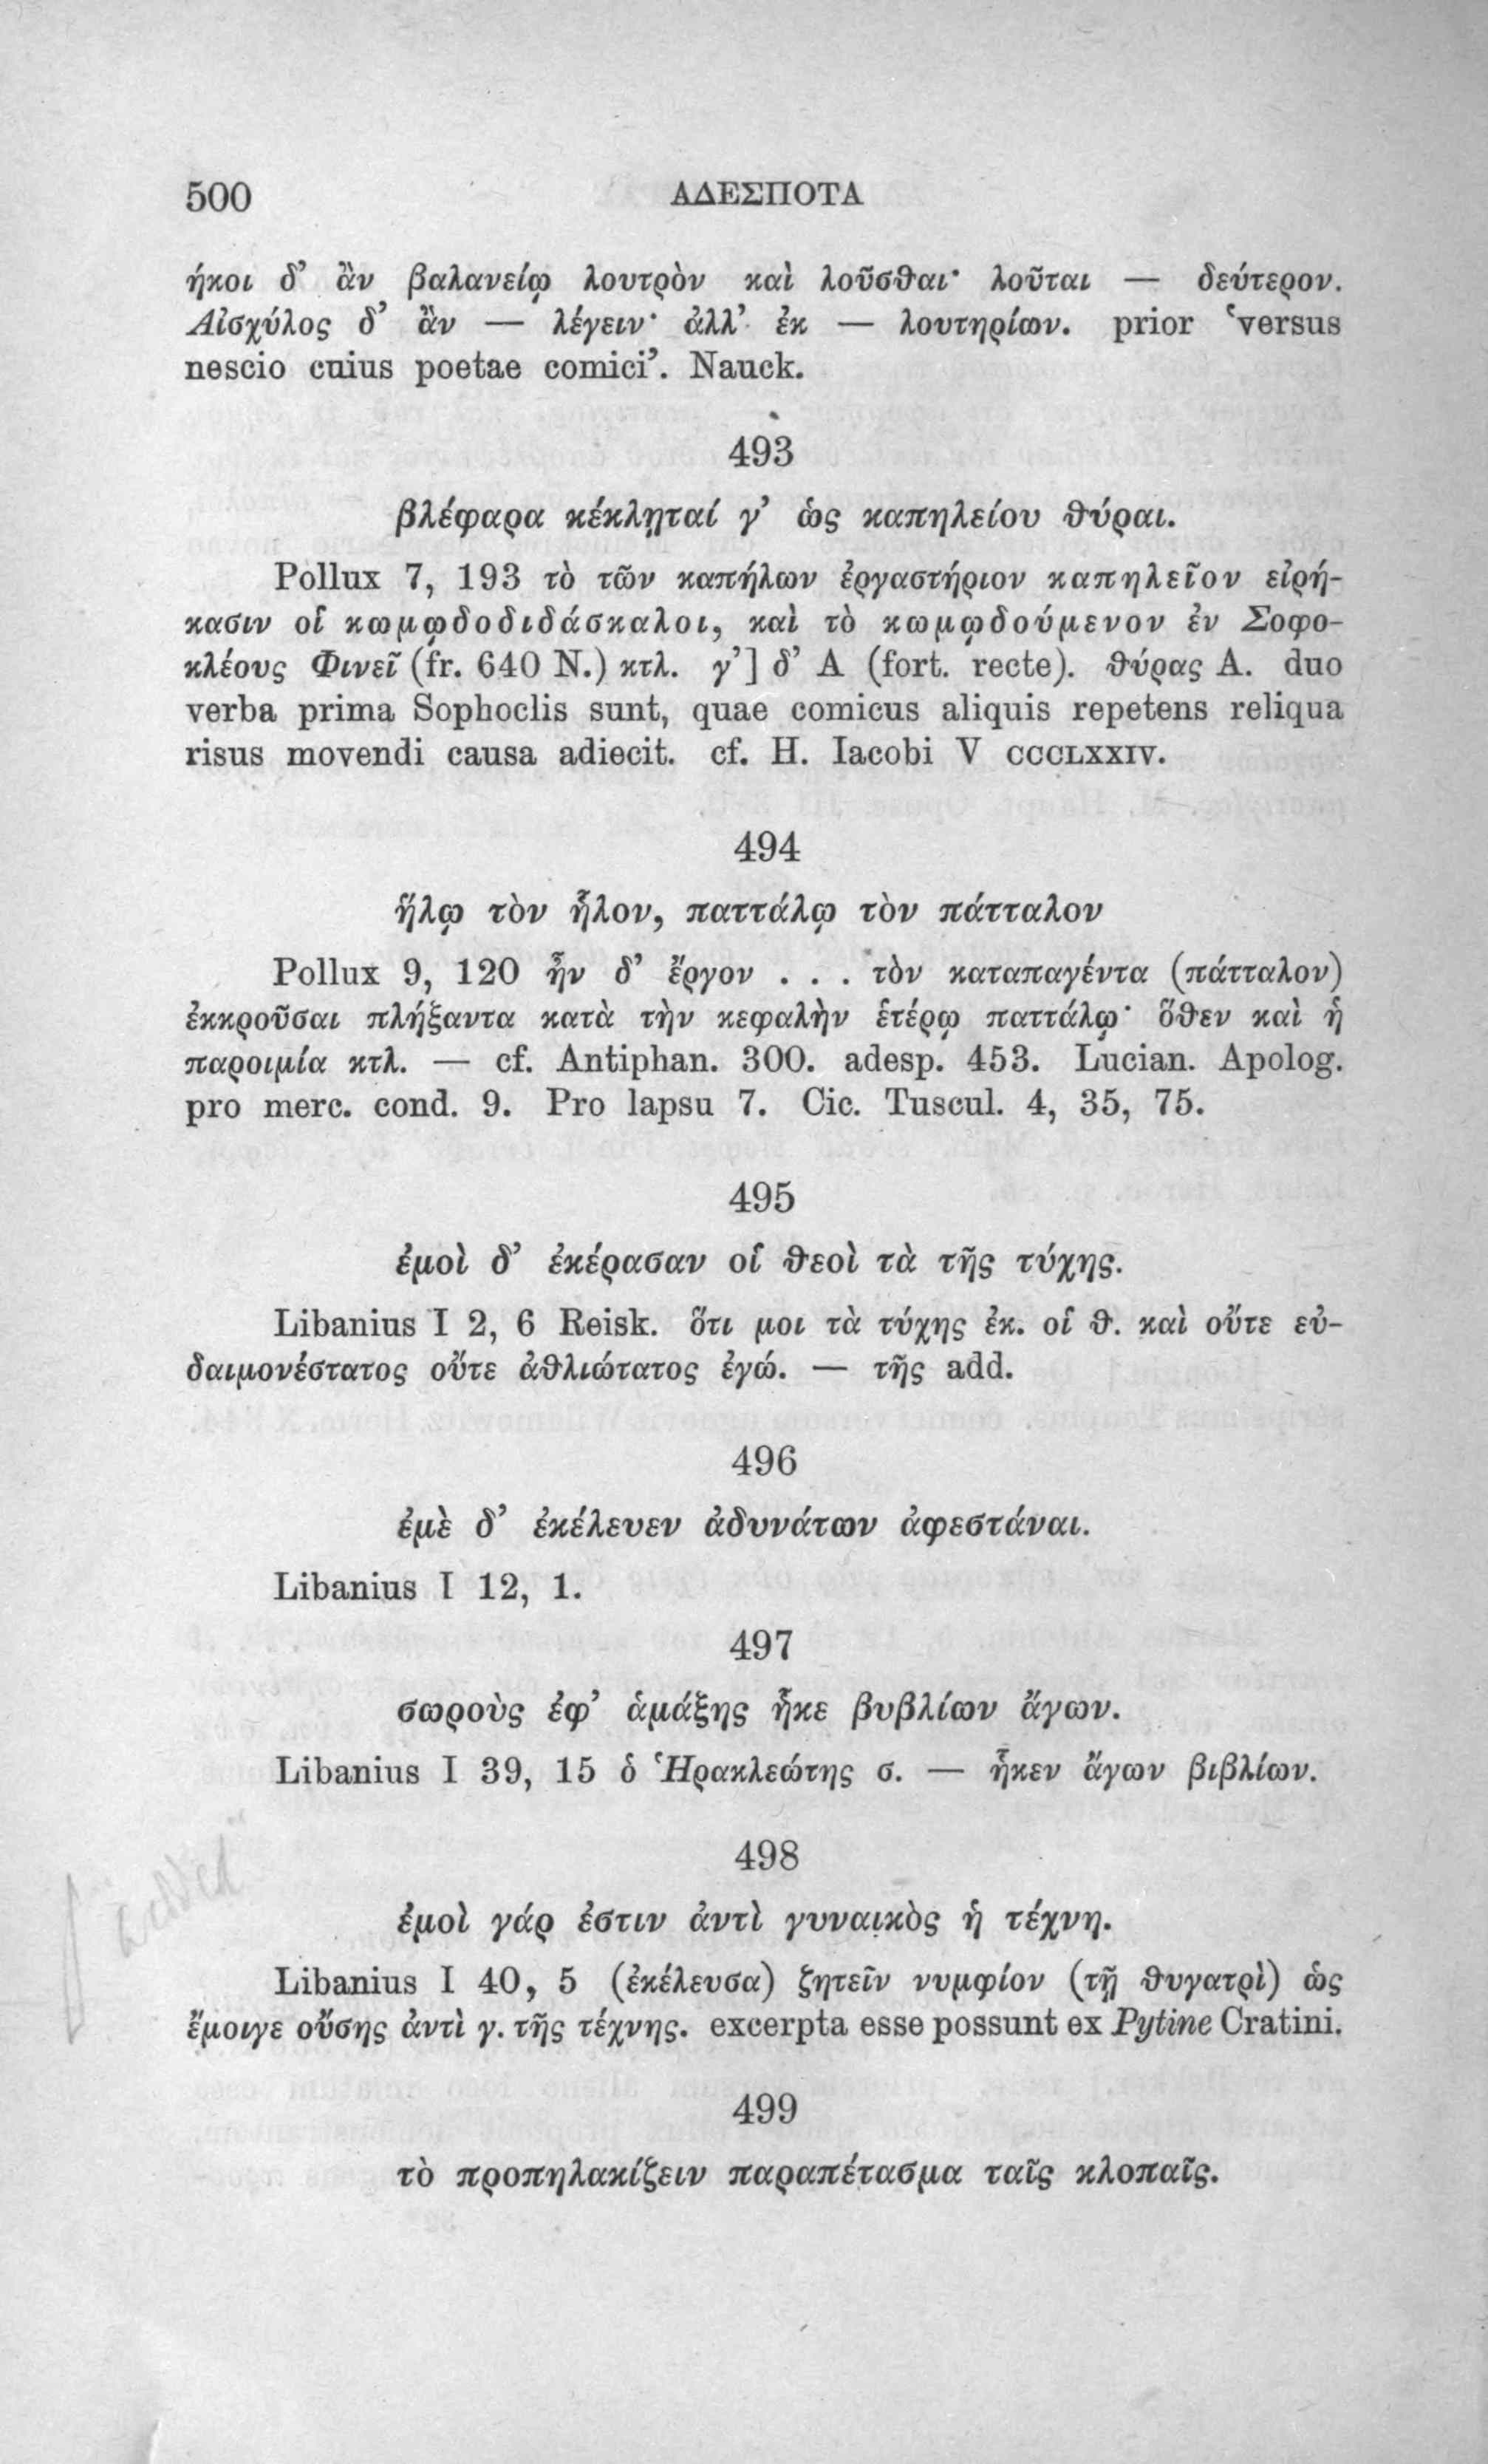 500 ΑΔΕΣΠΟΤΑ
ήκοι δ’ ἂν βαλανείῳ λουτρὸν καὶ λοῦσθαι· λοῦται — δεύτερον.
Αἰσχύλος δ’ ἂν — λέγειν· ἀλλ’ ἐκ — λουτηρίων. prior ‘versus
nescio cuius poetae comici’. Nauck.
493
βλέφαρα κέκλῃταί γ’ ὡς καπηλείου θύραι.
Pollux 7, 193 τὸ τῶν καπήλων ἐργαστήριον καπηλεῖον εἰρή-
κασιν οἱ κωμῳδοδιδάσκαλοι, καὶ τὸ κωμῳδούμενον ἐν Σοφο-
κλέους Φινεῖ (fr. 640 N.) κτλ. γ’] δ’ A (fort. recte). θύρας A. duo
verba prima Sophoclis sunt, quae comicus aliquis repetens reliqua
risus movendi causa adiecit. cf. H. Iacobi V CCCLXXIV.
494
ἥλῳ τὸν ἧλον, παττάλῳ τὸν πάτταλον
Pollux 9, 120 ἦν δ’ ἔργον . . . τὸν καταπαγέντα (πάτταλον)
ἐκκροῦσαι πλήξαντα κατὰ τὴν κεφαλὴν ἑτέρῳ παττάλῳ· ὅθεν καὶ ἡ
παροιμία κτλ. — cf. Antiphan. 300. adesp. 453. Lucian. Apolog.
pro merc. cond. 9. Pro lapsu 7. Cic. Tuscul. 4, 35, 75.
495
ἐμοὶ δ’ ἐκέρασαν οἱ θεοὶ τὰ τῆς τύχης.
Libanius I 2, 6 Reisk. ὅτι μοι τὰ τύχης ἐκ. οἱ θ. καὶ οὔτε εὐ-
δαιμονέστατος οὔτε ἀθλιώτατος ἐγώ. — τῆς add.
496
ἐμὲ δ’ ἐκέλευεν ἀδυνάτων ἀφεστάναι.
Libanius I 12, 1.
497
σωροὺς ἐφ’ ἁμάξης ἧκε βυβλίων ἄγων.
Libanius I 39, 15 ὁ Ἡρακλεώτης σ. — ἧκεν ἄγων βιβλίων.
498
ἐμοὶ γάρ ἐστιν ἀντὶ γυναικὸς ἡ τέχνη.
Libanius I 40, 5 (ἐκέλευσα) ζητεῖν νυμφίον (τῇ θυγατρὶ) ὡς
ἔμοιγε οὔσης ἀντὶ γ. τῆς τέχνης. excerpta esse possunt ex Pytine Cratini.
499
τὸ προπηλακίζειν παραπέτασμα ταῖς κλοπαῖς.